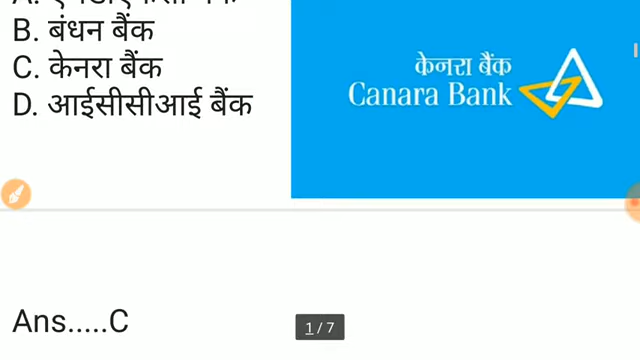 B. बंधन बैंक
C. केनरा बैंक
D. आईसीसीआई बैंक
केनरा बैंक
Canara Bank
Ans.....C
1 / 7